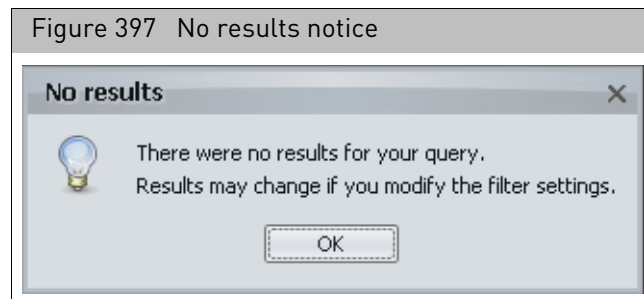 Figure 397 No results notice
No results
There were no results for your query.
Results may change if you modify the filter settings.
OK